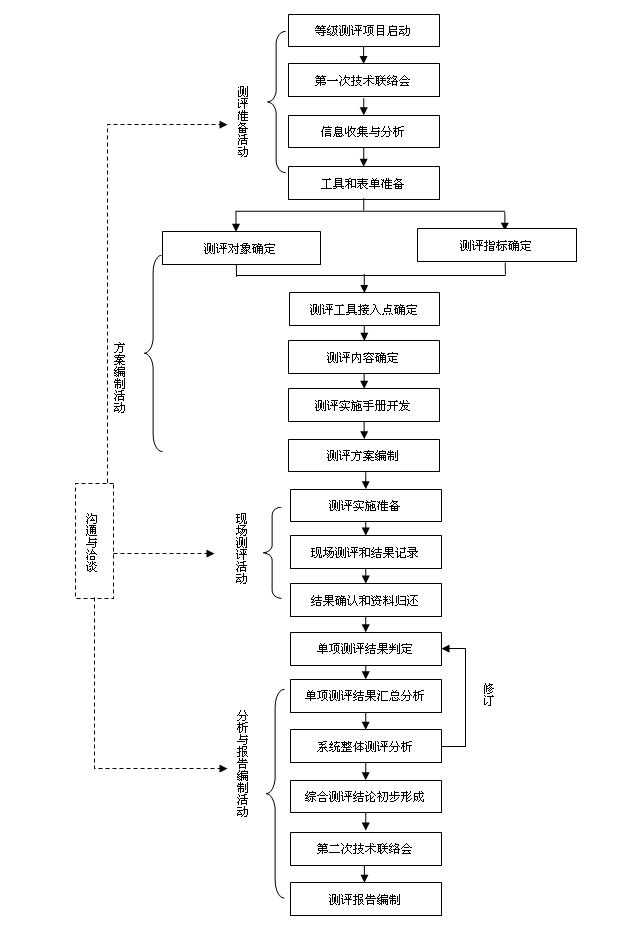 等级测评项目启动
第一次技术联络会
测评准备活动
信息收集与分析
工具和表单准备
测评对象确定
测评指标确定
测评工具接入点确定
方案编制活动
测评内容确定
测评实施手册开发
测评方案编制
沟通与洽谈
测评实施准备
现场测评活动
现场测评和结果记录
结果确认和资料归还
单项测评结果判定
修订
单项测评结果汇总分析
分析与报告编制活动
系统整体测评分析
综合测评结论初步形成
第二次技术联络会
测评报告编制